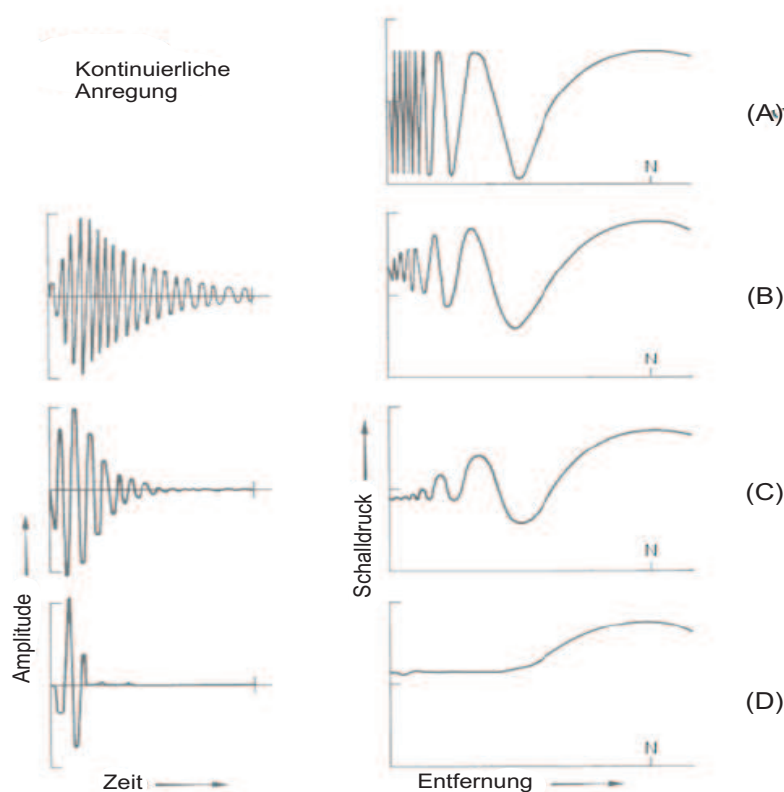 Kontinuierliche
Anregung
(A)
N
(B)
N
(C)
N
(D)
N
Amplitude
Schalldruck
Zeit
Entfernung